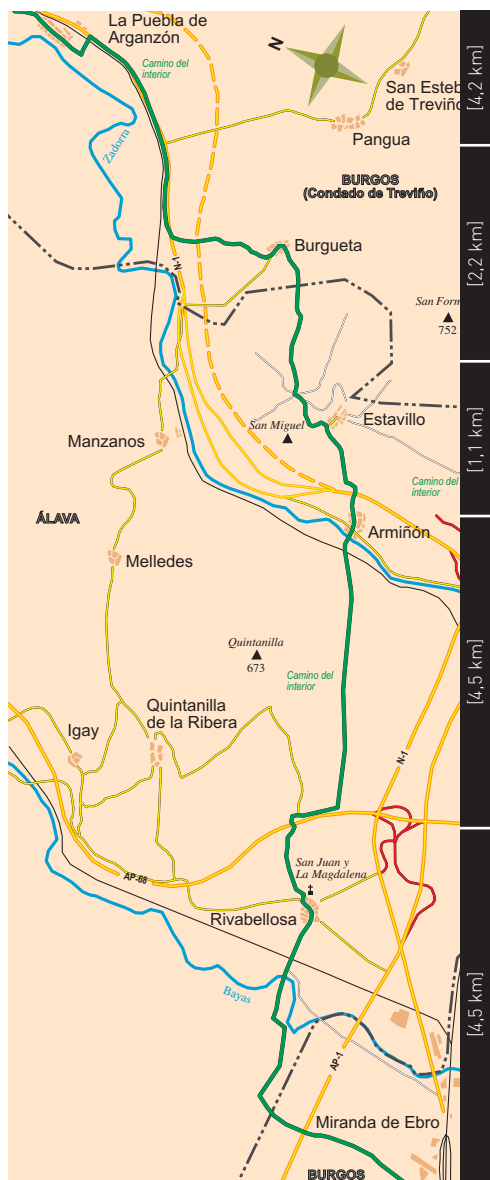 La Puebla de
Arganzón
Camino del
interior
N
San Esteb
de Treviño
[4,2 km]
Pangua
Zadorra
BURGOS
(Condado de Treviño)
[2,2 km]
Burgueta
N-1
San Form
752
Estavillo
San Miguel
Manzanos
[1,1 km]
Camino del
interior
ÁLAVA
Armiñón
Melledes
Quintanilla
673
Camino del
interior
[4,5 km]
Quintanilla
de la Ribera
Igay
N-1
AP-68
San Juan y
La Magdalena
Rivabellosa
Bayas
[4,5 km]
AP-1
Miranda de Ebro
BURGOS